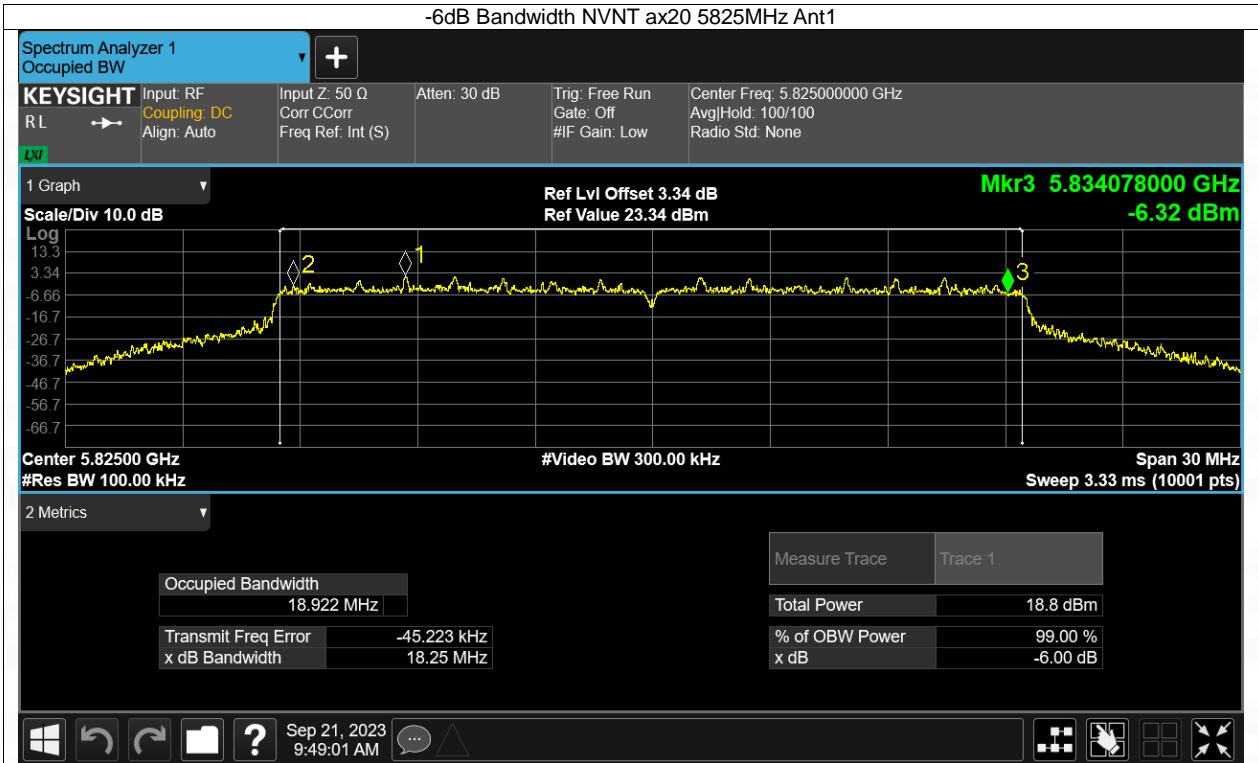 -6dB Bandwidth NVNT ax20 5825MHz Ant1
Spectrum Analyzer 1
Occupied BW
KEYSIGHT
R L
LXI
Input: RF
Coupling: DC
Align: Auto
Input Z: 50 Ω
Corr CCorr
Freq Ref: Int (S)
Atten: 30 dB
Trig: Free Run
Gate: Off
#IF Gain: Low
Center Freq: 5.825000000 GHz
Avg|Hold: 100/100
Radio Std: None
1 Graph
Scale/Div 10.0 dB
Ref Lvl Offset 3.34 dB
Ref Value 23.34 dBm
Mkr3 5.834078000 GHz
-6.32 dBm
Log
13.3
3.34
-6.66
-16.7
-26.7
-36.7
-46.7
-56.7
-66.7
2
1
3
Center 5.82500 GHz
#Res BW 100.00 kHz
#Video BW 300.00 kHz
Span 30 MHz
Sweep 3.33 ms (10001 pts)
2 Metrics
Measure Trace Trace 1
Occupied Bandwidth
18.922 MHz
Total Power 18.8 dBm
Transmit Freq Error -45.223 kHz
% of OBW Power 99.00 %
x dB Bandwidth 18.25 MHz
x dB -6.00 dB
?
Sep 21, 2023
9:49:01 AM